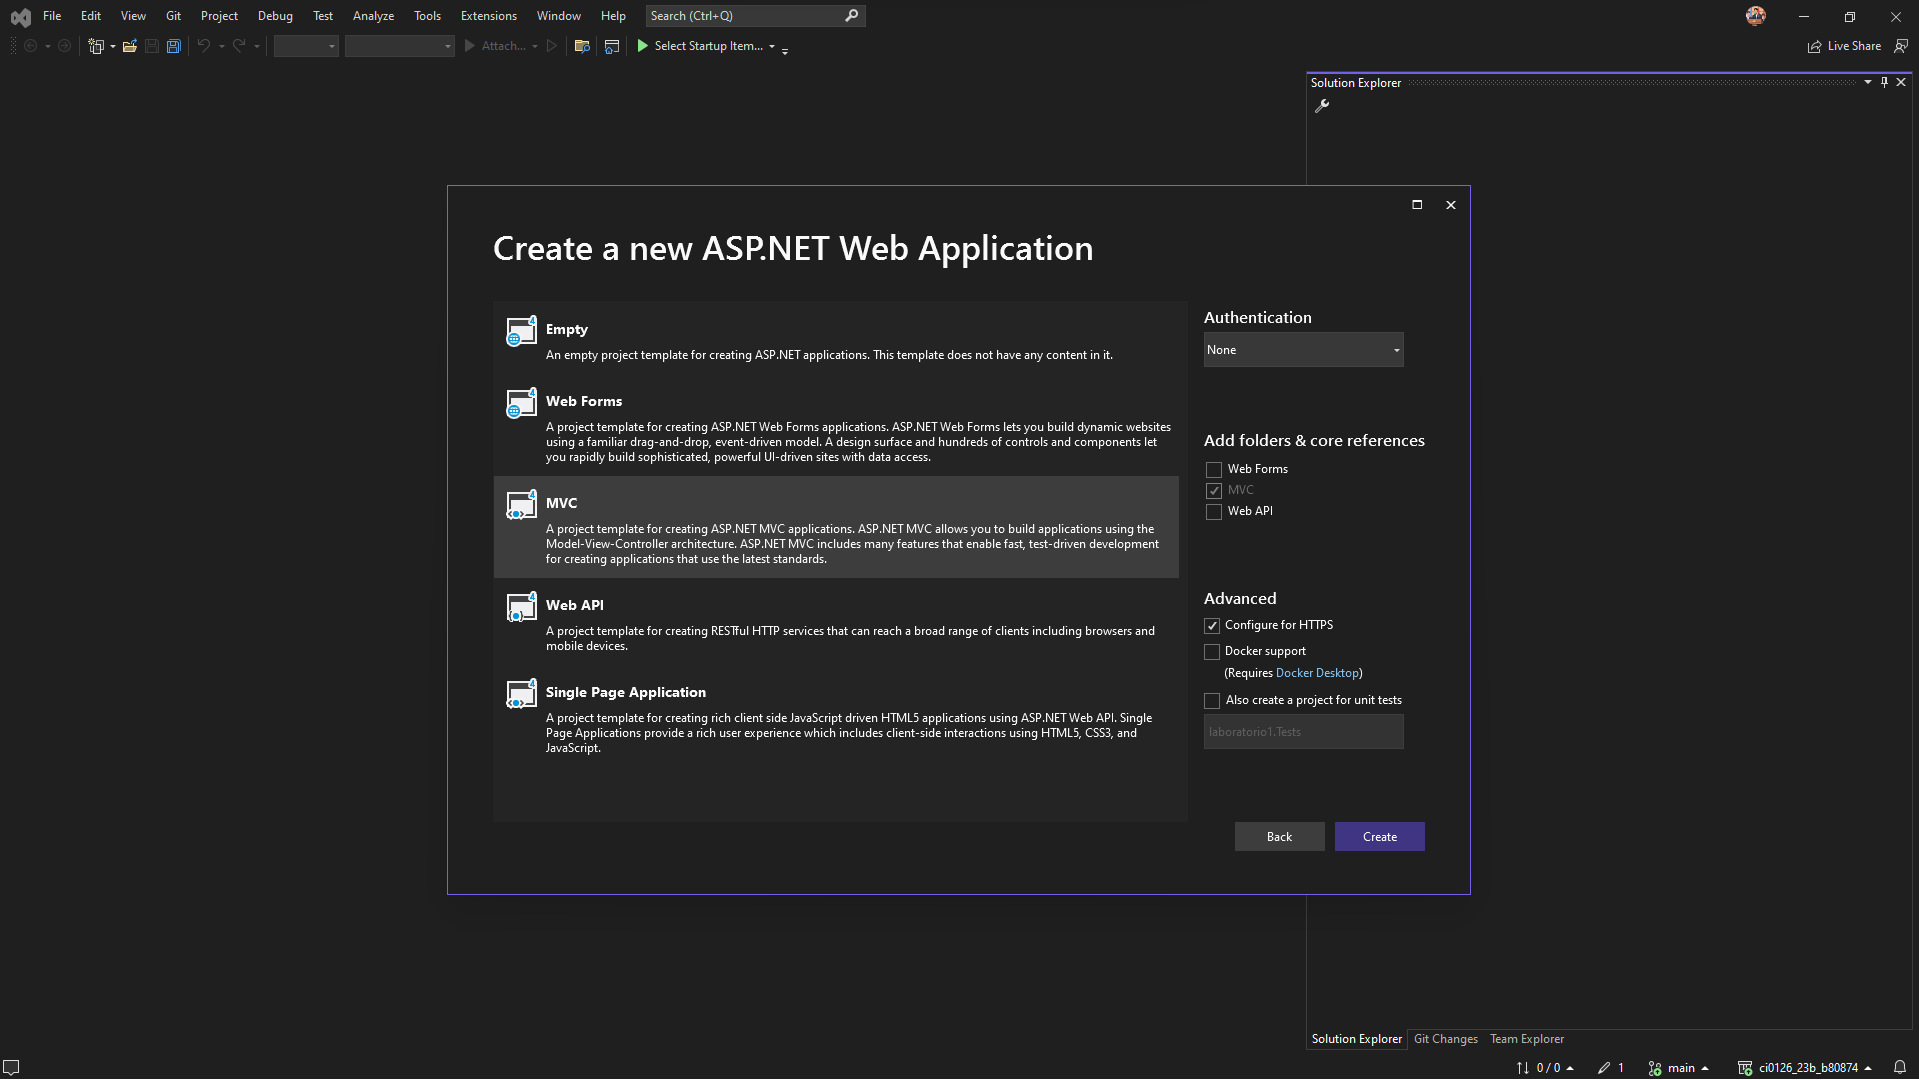 File Edit View Git Project Debug Test Analyze Tools Extensions Window Help Search (Ctrl+Q)
Attach... Select Startup Item... Live Share
Solution Explorer
Create a new ASP.NET Web Application
4
Empty
An empty project template for creating ASP.NET applications. This template does not have any content in it.
4
Web Forms
A project template for creating ASP.NET Web Forms applications. ASP.NET Web Forms lets you build dynamic websites
using a familiar drag-and-drop, event-driven model. A design surface and hundreds of controls and components let
you rapidly build sophisticated, powerful UI-driven sites with data access.
4
MVC
A project template for creating ASP.NET MVC applications. ASP.NET MVC allows you to build applications using the
Model-View-Controller architecture. ASP.NET MVC includes many features that enable fast, test-driven development
for creating applications that use the latest standards.
4
Web API
A project template for creating RESTful HTTP services that can reach a broad range of clients including browsers and
mobile devices.
4
Single Page Application
A project template for creating rich client side JavaScript driven HTML5 applications using ASP.NET Web API. Single
Page Applications provide a rich user experience which includes client-side interactions using HTML5, CSS3, and
JavaScript.
Authentication
None
Add folders & core references
Web Forms
MVC
Web API
Advanced
Configure for HTTPS
Docker support
(Requires Docker Desktop)
Also create a project for unit tests
laboratorio1.Tests
Back Create
Solution Explorer Git Changes Team Explorer
0 / 0 1 main ci0126_23b_b80874